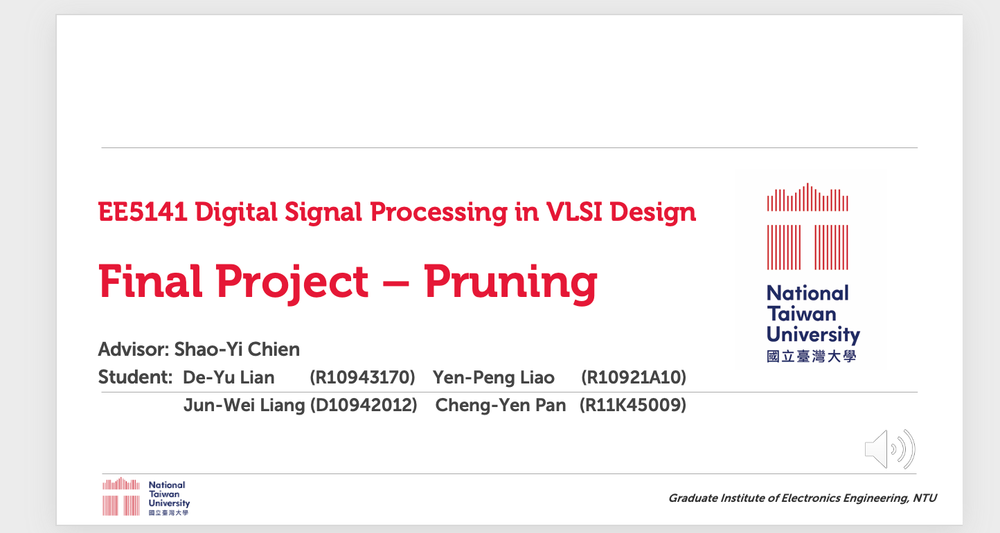 EE5141 Digital Signal Processing in VLSI Design
Final Project – Pruning
Advisor: Shao-Yi Chien
Student: De-Yu Lian (R10943170) Yen-Peng Liao (R10921A10)
Jun-Wei Liang (D10942012) Cheng-Yen Pan (R11K45009)
National
Taiwan
University
國立臺灣大學
National
Taiwan
University
國立臺灣大學
Graduate Institute of Electronics Engineering, NTU